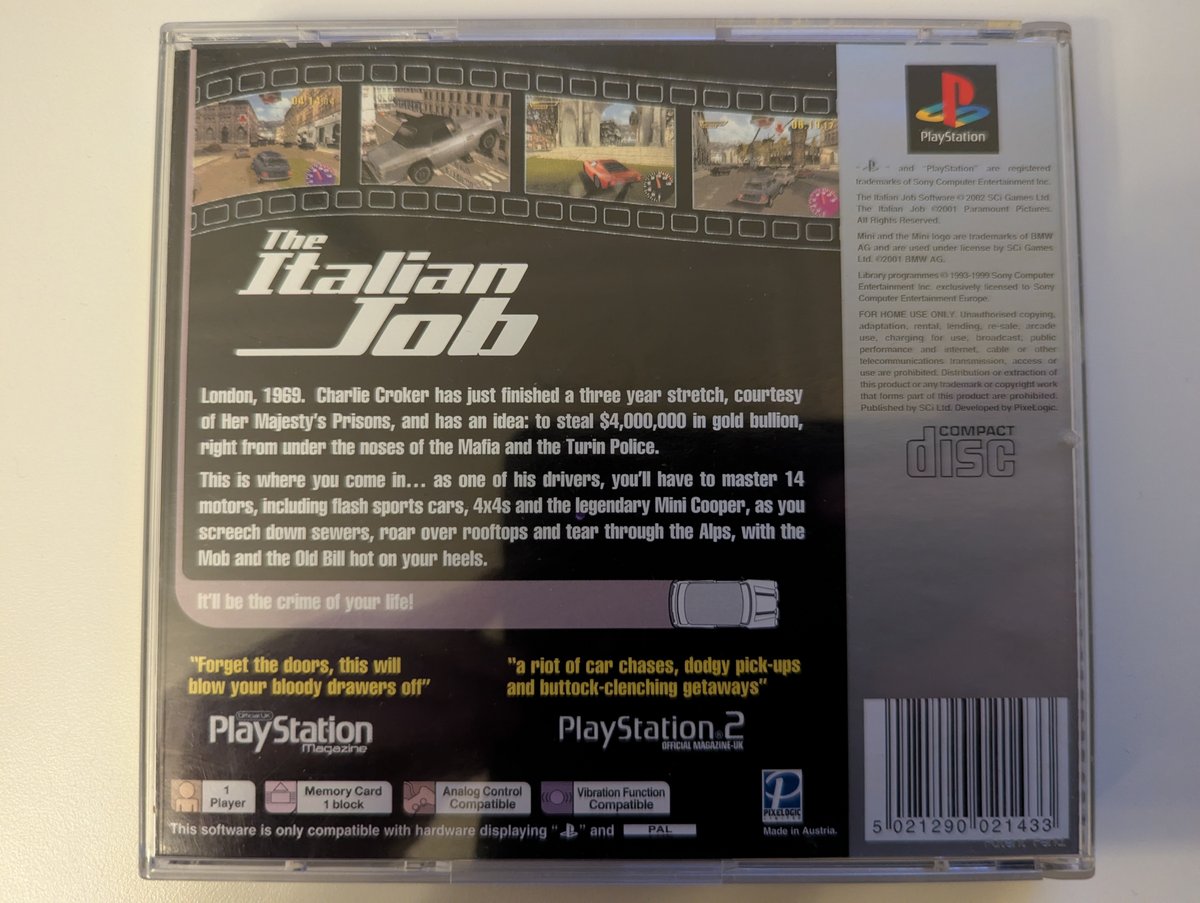 The
Italian
Job
London, 1969. Charlie Croker has just finished a three year stretch, courtesy
of Her Majesty's Prisons, and has an idea: to steal $4,000,000 in gold bullion,
right from under the noses of the Mafia and the Turin Police.
This is where you come in... as one of his drivers, you'll have to master 14
motors, including flash sports cars, 4x4s and the legendary Mini Cooper, as you
screech down sewers, roar over rooftops and tear through the Alps, with the
Mob and the Old Bill hot on your heels.
It'll be the crime of your life!
"Forget the doors, this will
blow your bloody drawers off"
Official UK
PlayStation
Magazine
"a riot of car chases, dodgy pick-ups
and buttock-clenching getaways"
PlayStation®2
OFFICIAL MAGAZINE-UK
1
Player
Memory Card
1 block
Analog Control
Compatible
Vibration Function
Compatible
PIXELOGIC
This software is only compatible with hardware displaying " " and PAL
Made in Austria.
PlayStation
" " and "PlayStation" are registered
trademarks of Sony Computer Entertainment Inc.
The Italian Job Software © 2002 SCi Games Ltd.
The Italian Job ©2001 Paramount Pictures.
All Rights Reserved.
Mini and the Mini logo are trademarks of BMW
AG and are used under license by SCi Games
Ltd. ©2001 BMW AG.
Library programmes © 1993-1999 Sony Computer
Entertainment Inc. exclusively licensed to Sony
Computer Entertainment Europe.
FOR HOME USE ONLY. Unauthorised copying,
adaptation, rental, lending, re-sale, arcade
use, charging for use, broadcast, public
performance and internet, cable or other
telecommunications transmission, access or
use are prohibited. Distribution or extraction of
this product or any trademark or copyright work
that forms part of this product are prohibited.
Published by SCi Ltd. Developed by PixeLogic.
COMPACT
disc
5 021290 021433